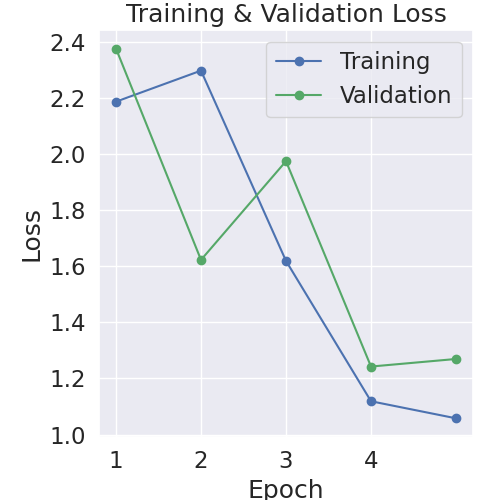 Training & Validation Loss
Training
Validation
2.4
2.2
2.0
1.8
1.6
1.4
1.2
1.0
Loss
1 2 3 4
Epoch